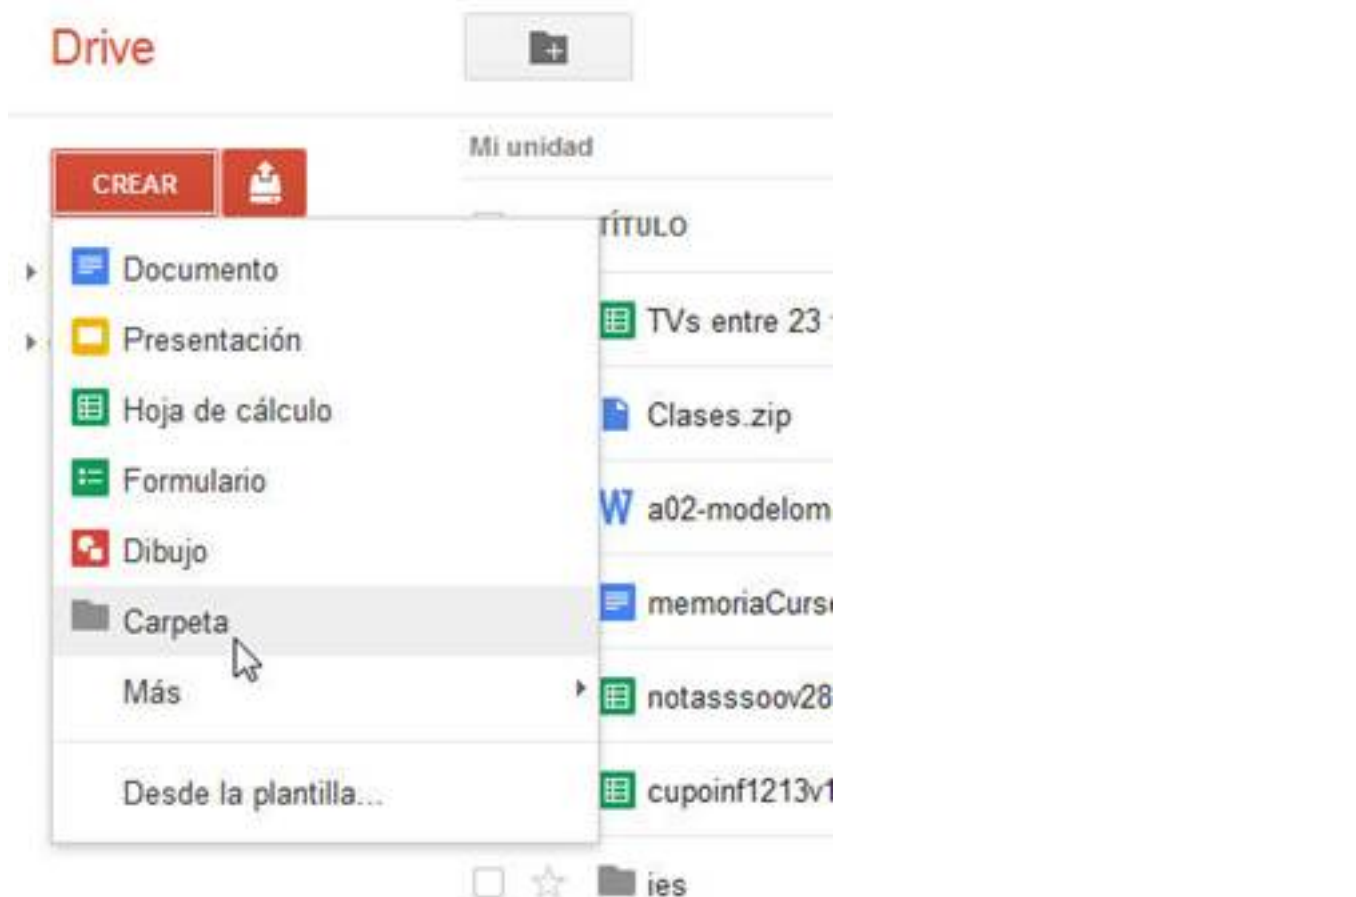 Drive
Mi unidad
CREAR
TÍTULO
Documento
Presentación
TVs entre 23
Hoja de cálculo
Clases.zip
Formulario
a02-modelom
Dibujo
memoriaCurs
Carpeta
Más
notasssoov28
Desde la plantilla...
cupoinf1213v1
ies